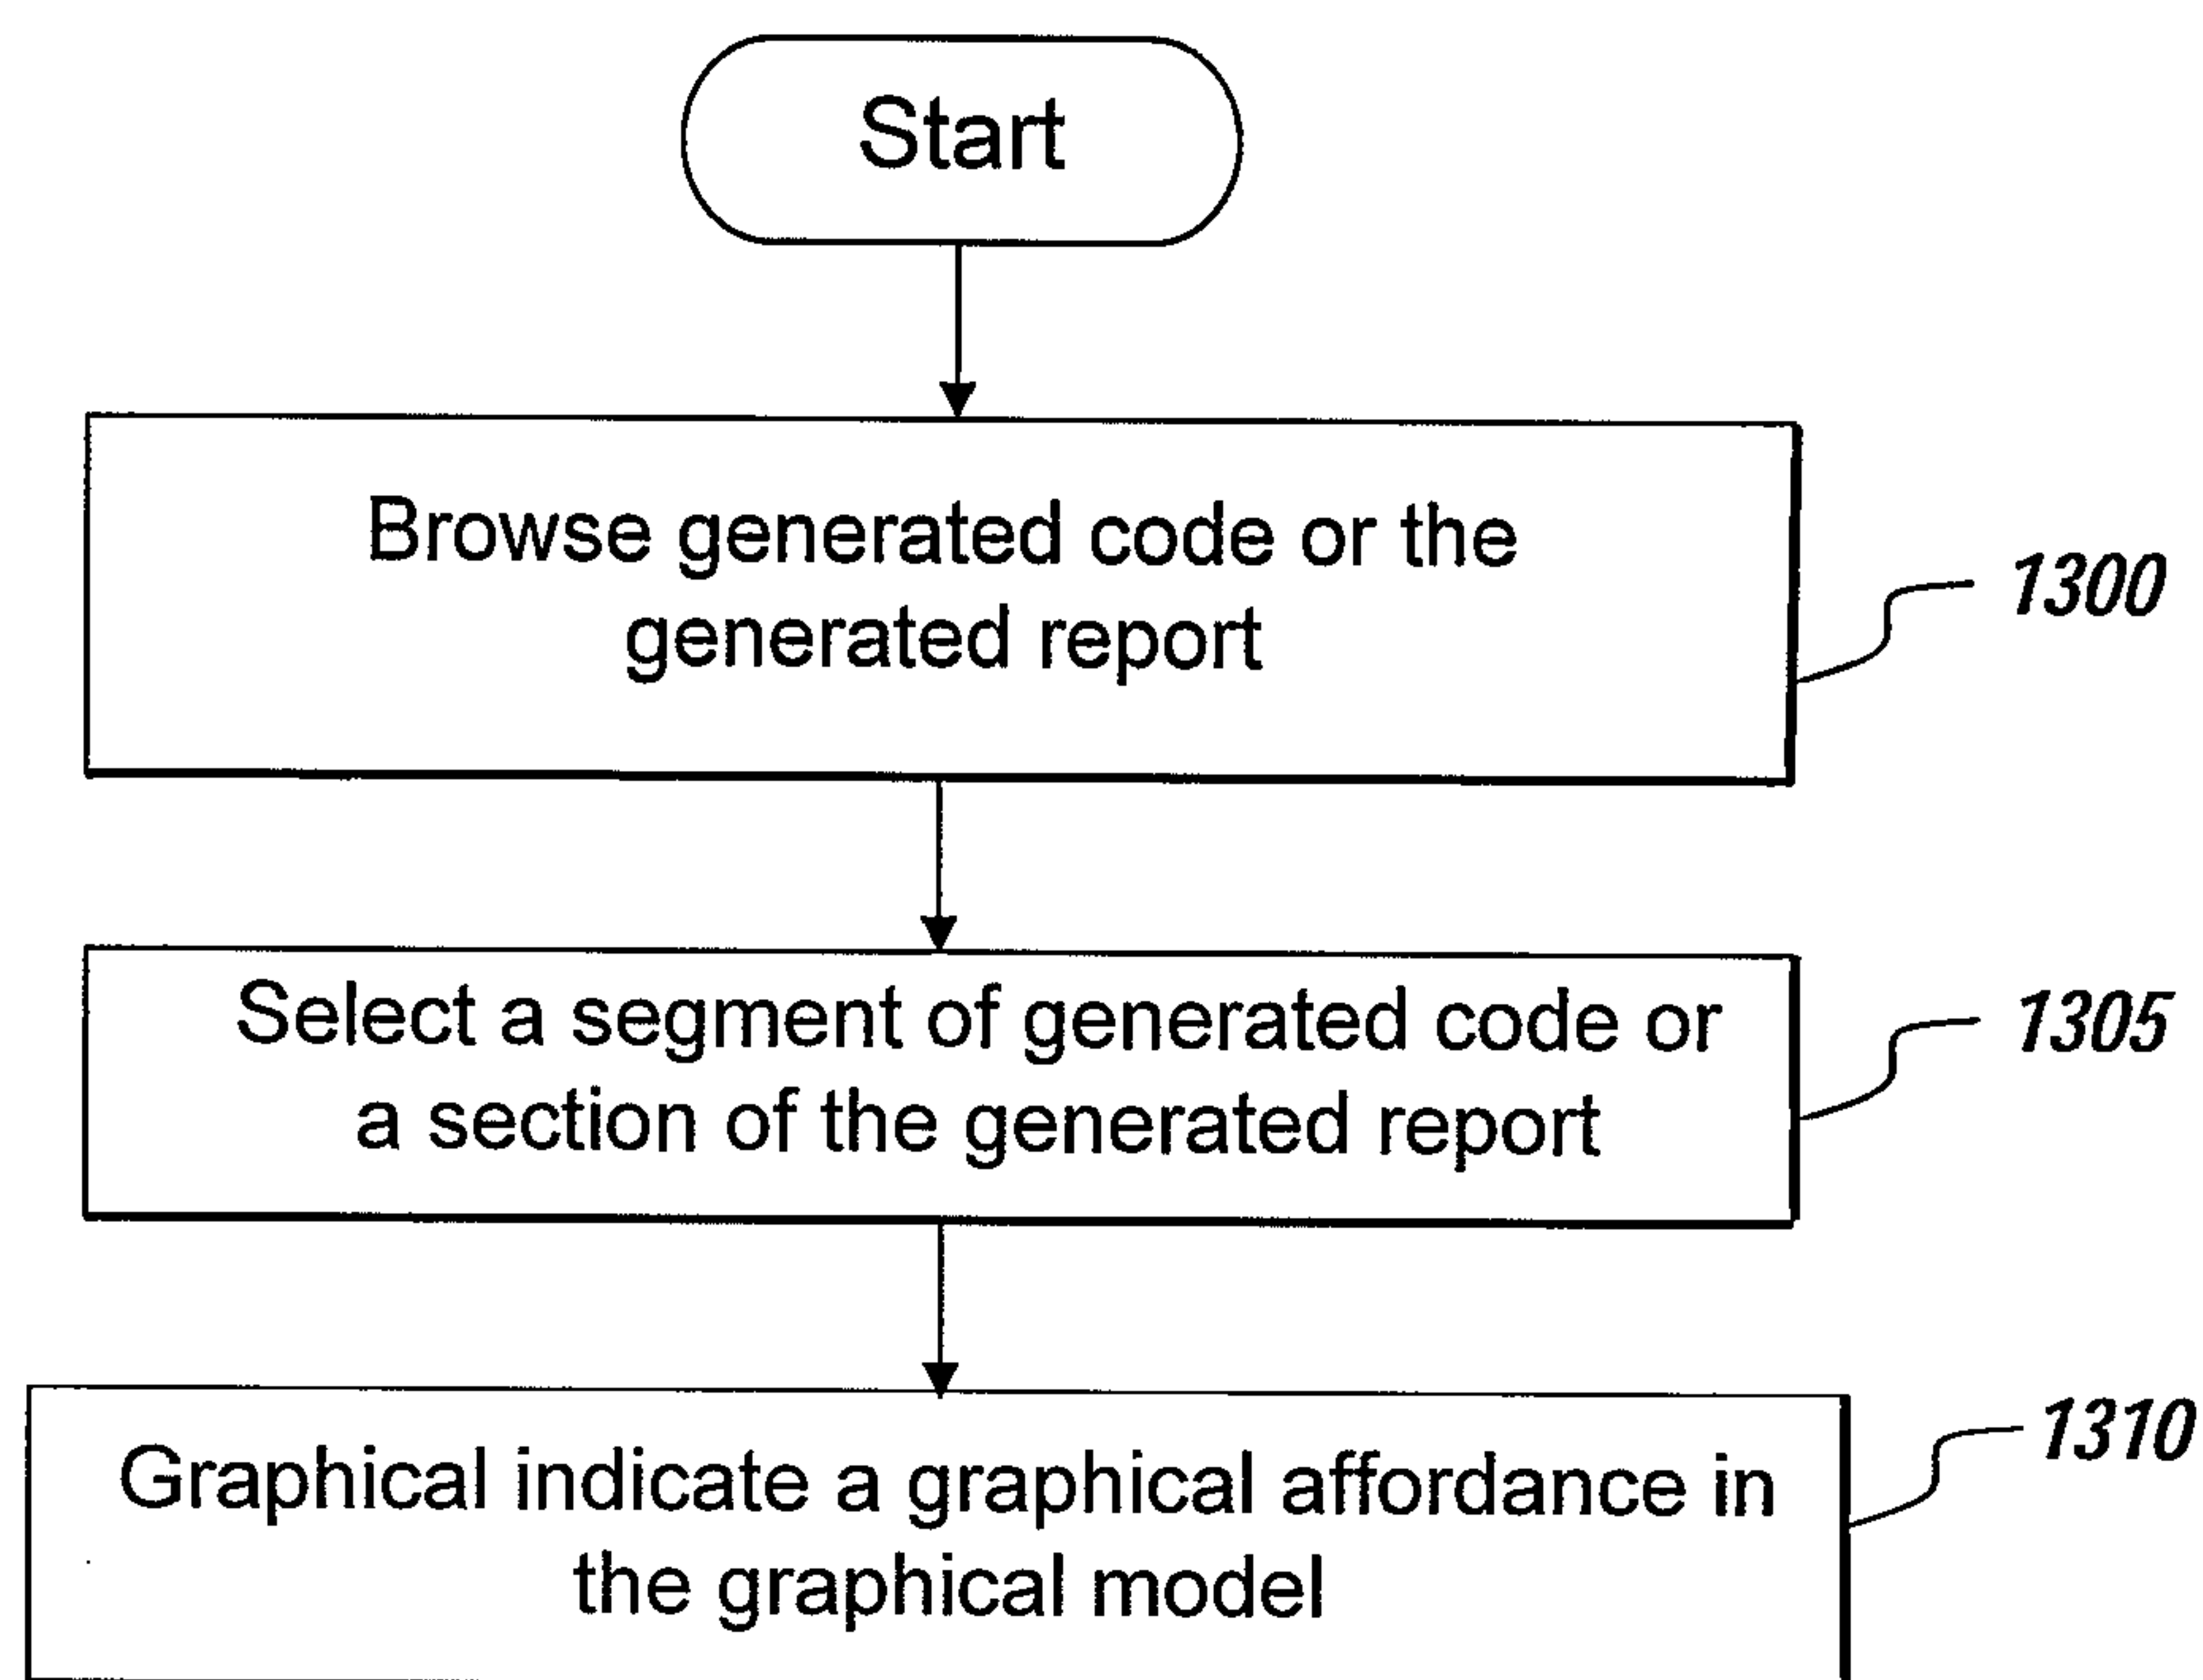 Start
Browse generated code or the
generated report
1300
Select a segment of generated code or
a section of the generated report
1305
Graphical indicate a graphical affordance in
the graphical model
1310